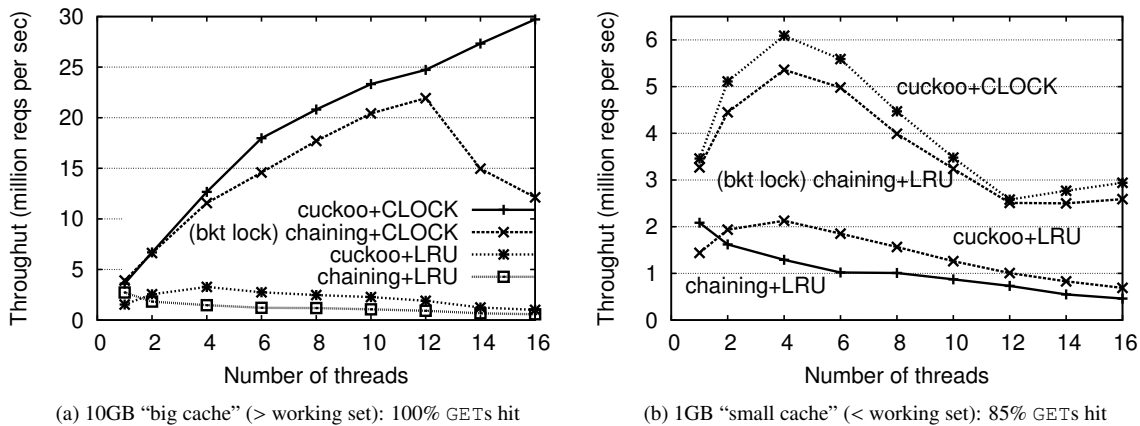 Throughut (million reqs per sec)
30
25
20
15
10
5
0
0 2 4 6 8 10 12 14 16
Number of threads
cuckoo+CLOCK
(bkt lock) chaining+CLOCK
cuckoo+LRU
chaining+LRU
(a) 10GB “big cache” (> working set): 100% GETs hit
Throughut (million reqs per sec)
6
5
4
3
2
1
0
0 2 4 6 8 10 12 14 16
Number of threads
cuckoo+CLOCK
(bkt lock) chaining+LRU
cuckoo+LRU
chaining+LRU
(b) 1GB “small cache” (< working set): 85% GETs hit